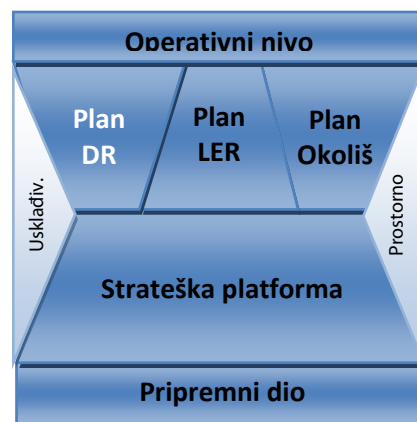 Operativni nivo
Plan
DR
Plan
LER
Plan
Okoliš
Usklađiv.
Prostorno
Strateška platforma
Pripremni dio